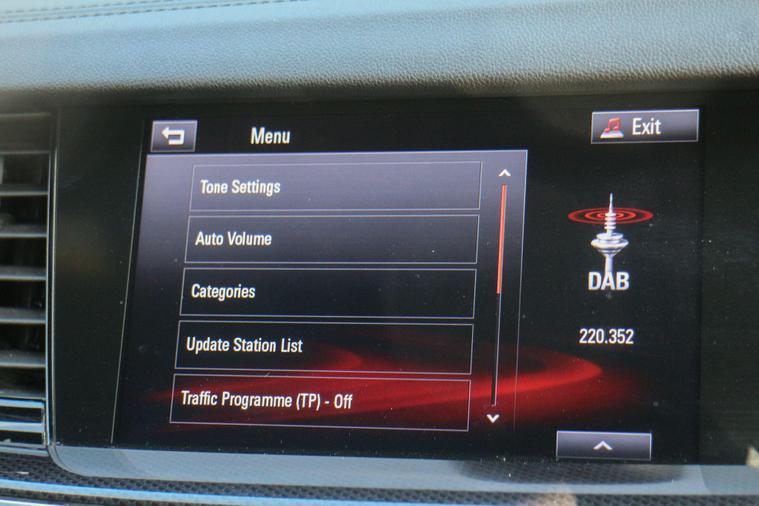 Menu
Exit
Tone Settings
Auto Volume
Categories
Update Station List
Traffic Programme (TP) - Off
DAB
220.352